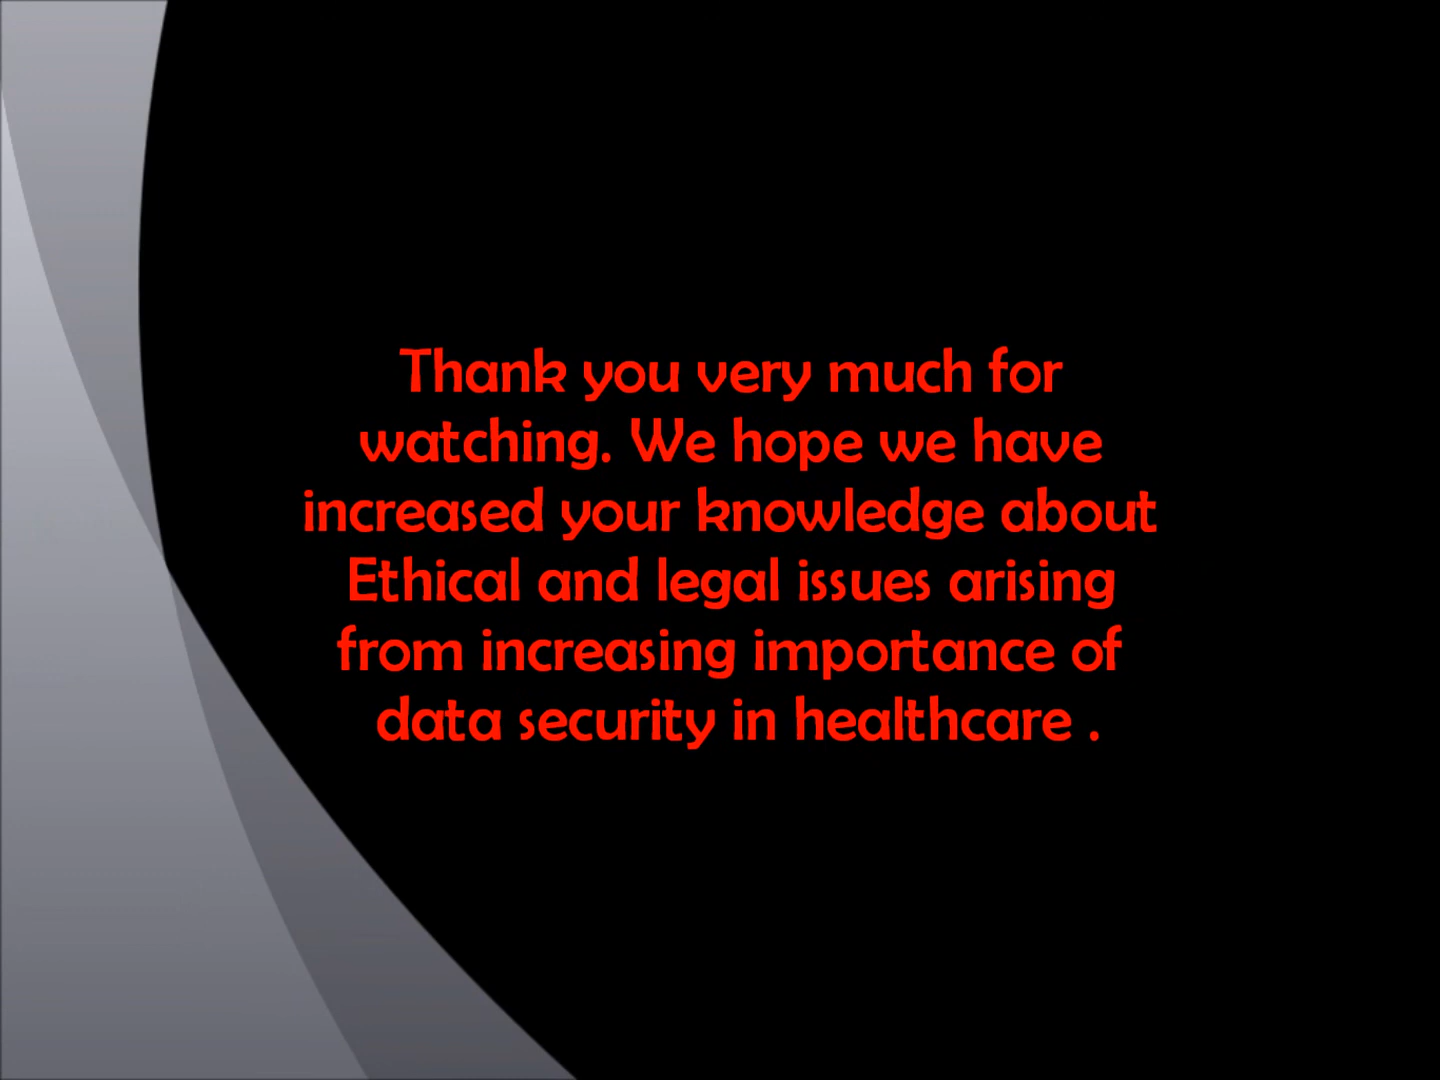 Thank you very much for
watching. We hope we have
increased your knowledge about
Ethical and legal issues arising
from increasing importance of
data security in healthcare .